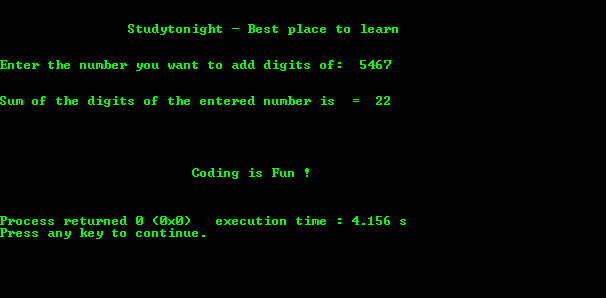 Studytonight - Best place to learn
Enter the number you want to add digits of:  5467
Sum of the digits of the entered number is  =  22
Coding is Fun !
Process returned 0 (0x0)   execution time : 4.156 s
Press any key to continue.